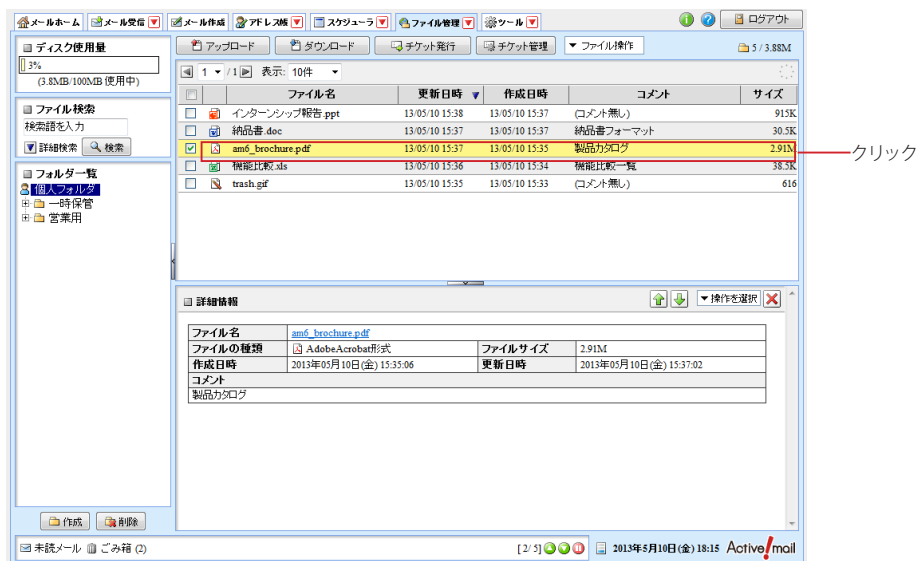 メールホーム メール受信 メール作成 アドレス帳 スケジューラ ファイル管理 ツール ログアウト
ディスク使用量
3%
(3.8MB/100MB 使用中)
ファイル検索
検索語を入力
詳細検索 検索
フォルダ一覧
個人フォルダ
一時保管
営業用
作成 削除
アップロード ダウンロード チケット発行 チケット管理 ▼ ファイル操作 5 / 3.88M
1 / 1 表示: 10件
ファイル名 更新日時 ▼ 作成日時 コメント サイズ
インターンシップ報告.ppt 13/05/10 15:38 13/05/10 15:37 (コメント無し) 915K
納品書.doc 13/05/10 15:37 13/05/10 15:37 納品書フォーマット 30.5K
am6_brochure.pdf 13/05/10 15:37 13/05/10 15:35 製品カタログ 2.91M
機能比較.xls 13/05/10 15:36 13/05/10 15:34 機能比較一覧 38.5K
trash.gif 13/05/10 15:35 13/05/10 15:33 (コメント無し) 616
クリック
詳細情報 ▼操作を選択
ファイル名 am6_brochure.pdf
ファイルの種類 AdobeAcrobat形式 ファイルサイズ 2.91M
作成日時 2013年05月10日(金) 15:35:06 更新日時 2013年05月10日(金) 15:37:02
コメント
製品カタログ
未読メール ごみ箱 (2) [ 2/ 5] 2013年5月10日(金) 18:15 Active! mail